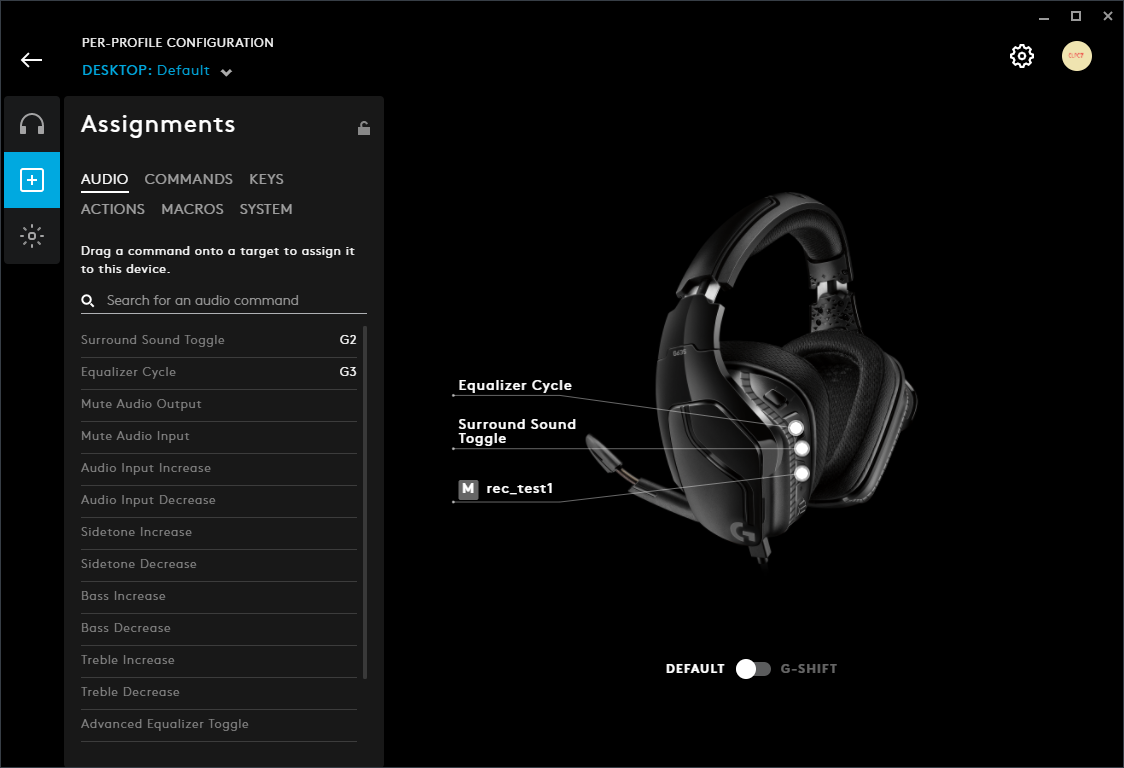 PER-PROFILE CONFIGURATION
DESKTOP: Default
Assignments
AUDIO COMMANDS KEYS
ACTIONS MACROS SYSTEM
Drag a command onto a target to assign it
to this device.
Search for an audio command
Surround Sound Toggle G2
Equalizer Cycle G3
Mute Audio Output
Mute Audio Input
Audio Input Increase
Audio Input Decrease
Sidetone Increase
Sidetone Decrease
Bass Increase
Bass Decrease
Treble Increase
Treble Decrease
Advanced Equalizer Toggle
Equalizer Cycle
Surround Sound
Toggle
M rec_test1
DEFAULT G-SHIFT